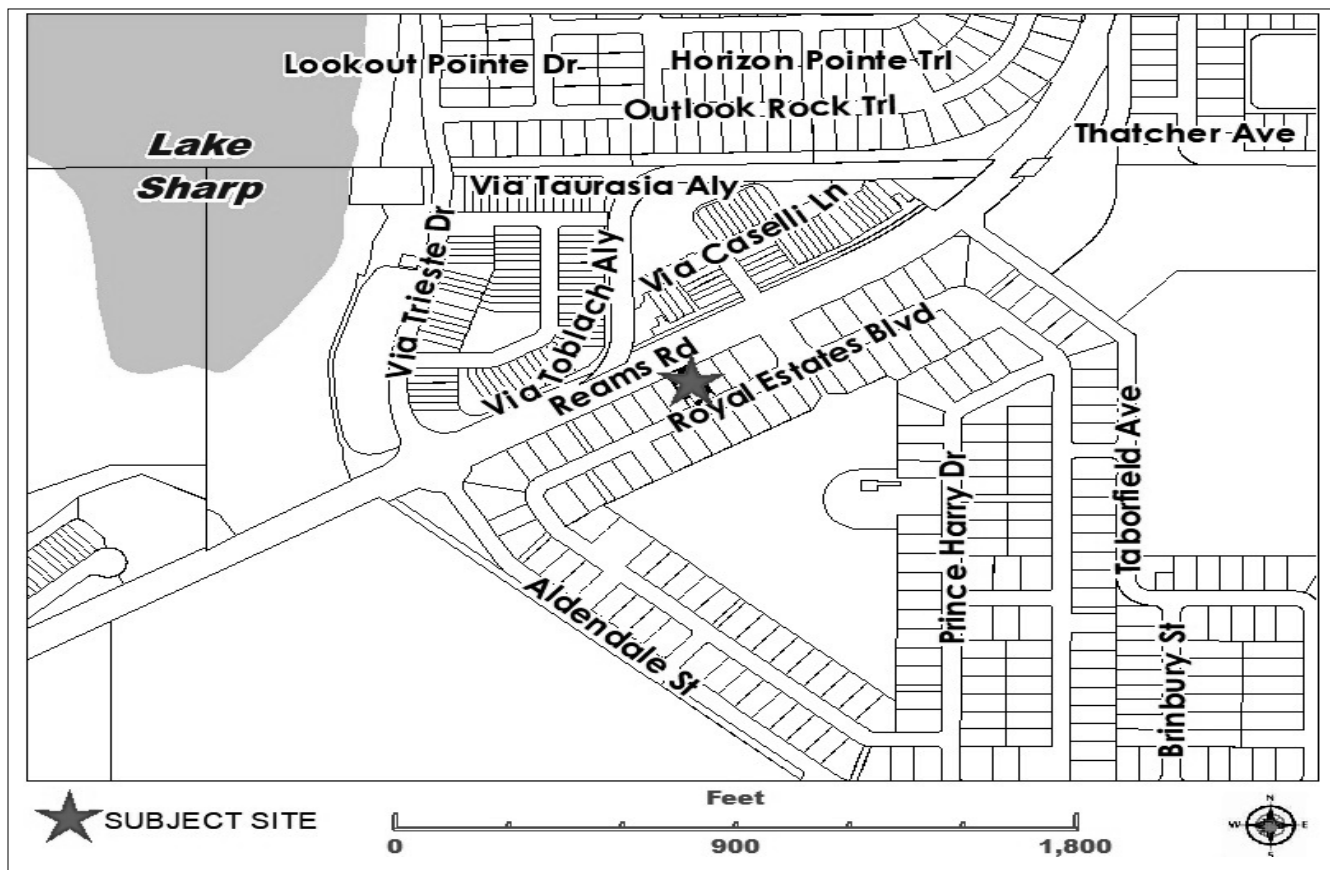 Lookout Pointe Dr
Horizon Pointe Trl
Outlook Rock Trl
Thatcher Ave
Lake
Sharp
Via Taurasia Aly
Via Trieste Dr
Via Toblach Aly
Via Caselli Ln
Reams Rd
Royal Estates Blvd
Prince Harry Dr
Taborfield Ave
Aldendale St
Brinbury St
SUBJECT SITE
Feet
0 900 1,800
N
W E
S